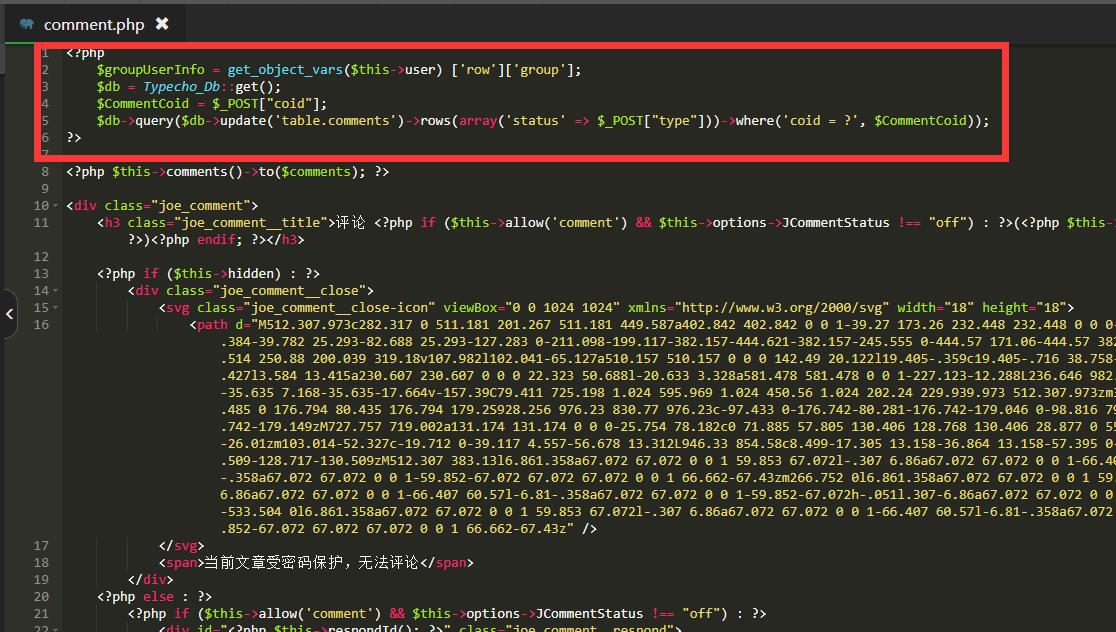 comment.php ✖
1 <?php
2 $groupUserInfo = get_object_vars($this->user) ['row']['group'];
3 $db = Typecho_Db::get();
4 $CommentCoid = $_POST["coid"];
5 $db->query($db->update('table.comments')->rows(array('status' => $_POST["type"]))->where('coid = ?', $CommentCoid));
6 ?>
7
8 <?php $this->comments()->to($comments); ?>
9
10 <div class="joe_comment">
11 <h3 class="joe_comment__title">评论 <?php if ($this->allow('comment') && $this->options->JCommentStatus !== "off") : ?>(<?php $this-
?>)<?php endif; ?></h3>
12
13 <?php if ($this->hidden) : ?>
14 <div class="joe_comment__close">
15 <svg class="joe_comment__close-icon" viewBox="0 0 1024 1024" xmlns="http://www.w3.org/2000/svg" width="18" height="18">
16 <path d="M512.307.973c282.317 0 511.181 201.267 511.181 449.587a402.842 402.842 0 0 1-39.27 173.26 232.448 232.448 0 0 0-
.384-39.782 25.293-82.688 25.293-127.283 0-211.098-199.117-382.157-444.621-382.157-245.555 0-444.57 171.06-444.57 382
.514 250.88 200.039 319.18v107.982l102.041-65.127a510.157 510.157 0 0 0 142.49 20.122l19.405-.359c19.405-.716 38.758
.427l3.584 13.415a230.607 230.607 0 0 0 22.323 50.688l-20.633 3.328a581.478 581.478 0 0 1-227.123-12.288L236.646 982.
-35.635 7.168-35.635-17.664v-157.39C79.411 725.198 1.024 595.969 1.024 450.56 1.024 202.24 229.939.973 512.307.973zm3
.485 0 176.794 80.435 176.794 179.2S928.256 976.23 830.77 976.23c-97.433 0-176.742-80.281-176.742-179.046 0-98.816 79
.742-179.149zM727.757 719.002a131.174 131.174 0 0 0-25.754 78.182c0 71.885 57.805 130.406 128.768 130.406 28.877 0 55
-26.01zm103.014-52.327c-19.712 0-39.117 4.557-56.678 13.312L946.33 854.58c8.499-17.305 13.158-36.864 13.158-57.395 0-
.509-128.717-130.509zM512.307 383.13l6.861.358a67.072 67.072 0 0 1 59.853 67.072l-.307 6.86a67.072 67.072 0 0 1-66.40
-.358a67.072 67.072 0 0 1-59.852-67.072 67.072 67.072 0 0 1 66.662-67.43zm266.752 0l6.861.358a67.072 67.072 0 0 1 59.
6.86a67.072 67.072 0 0 1-66.407 60.57l-6.81-.358a67.072 67.072 0 0 1-59.852-67.072h-.051l.307-6.86a67.072 67.072 0 0
-533.504 0l6.861.358a67.072 67.072 0 0 1 59.853 67.072l-.307 6.86a67.072 67.072 0 0 1-66.407 60.57l-6.81-.358a67.072
.852-67.072 67.072 67.072 0 0 1 66.662-67.43z" />
17 </svg>
18 <span>当前文章受密码保护，无法评论</span>
19 </div>
20 <?php else : ?>
21 <?php if ($this->allow('comment') && $this->options->JCommentStatus !== "off") : ?>
22 <div id="<?php $this->respondId(); ?>" class="joe_comment__respond">